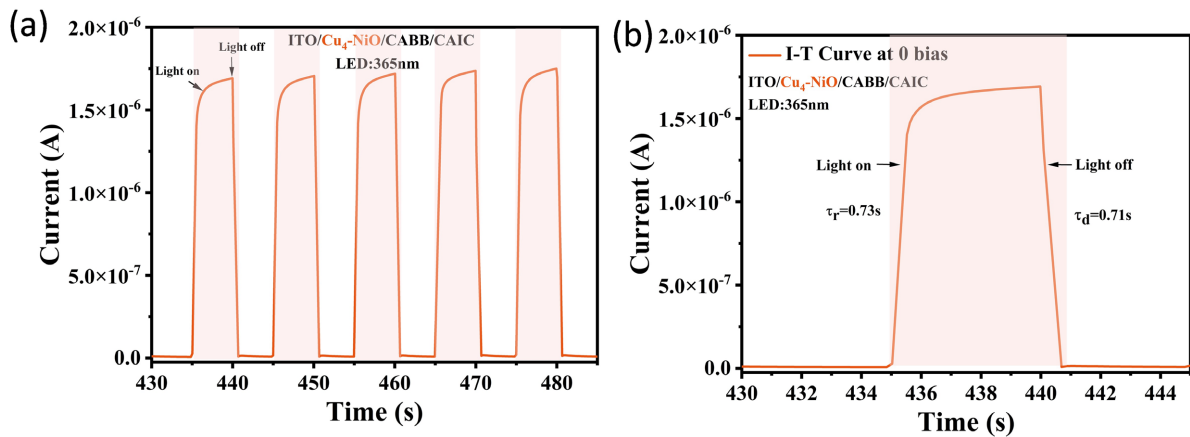 (a)
Current (A)
2.0×10⁻⁶
1.5×10⁻⁶
1.0×10⁻⁶
5.0×10⁻⁷
0.0
Light off
Light on
ITO/Cu₄-NiO/CABB/CAIC
LED:365nm
430 440 450 460 470 480
Time (s)
(b)
Current (A)
2.0×10⁻⁶
1.5×10⁻⁶
1.0×10⁻⁶
5.0×10⁻⁷
0.0
I-T Curve at 0 bias
ITO/Cu₄-NiO/CABB/CAIC
LED:365nm
Light on
Light off
τr=0.73s
τd=0.71s
430 432 434 436 438 440 442 444
Time (s)